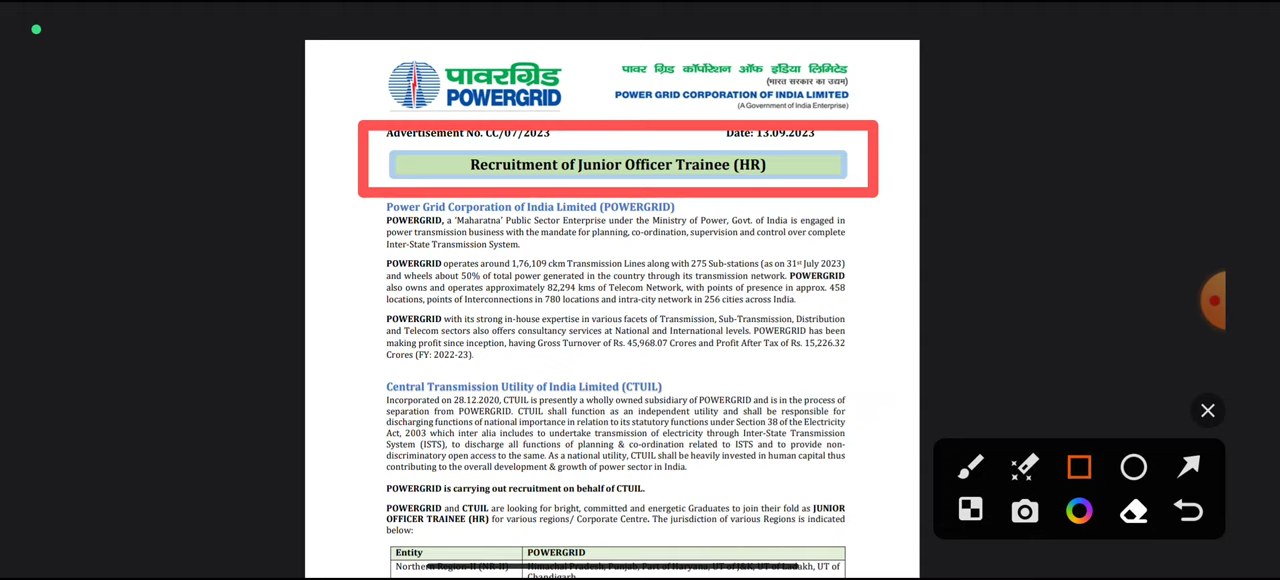 पावरग्रिड
POWERGRID
पावर ग्रिड कॉर्पोरेशन ऑफ इंडिया लिमिटेड
(भारत सरकार का उद्यम)
POWER GRID CORPORATION OF INDIA LIMITED
(A Government of India Enterprise)
Advertisement No. CC/07/2023 Date: 13.09.2023
Recruitment of Junior Officer Trainee (HR)
Power Grid Corporation of India Limited (POWERGRID)
POWERGRID, a 'Maharatna' Public Sector Enterprise under the Ministry of Power, Govt. of India is engaged in
power transmission business with the mandate for planning, co-ordination, supervision and control over complete
Inter-State Transmission System.
POWERGRID operates around 1,76,109 ckm Transmission Lines along with 275 Sub-stations (as on 31st July 2023)
and wheels about 50% of total power generated in the country through its transmission network. POWERGRID
also owns and operates approximately 82,294 kms of Telecom Network, with points of presence in approx. 458
locations, points of Interconnections in 780 locations and intra-city network in 256 cities across India.
POWERGRID with its strong in-house expertise in various facets of Transmission, Sub-Transmission, Distribution
and Telecom sectors also offers consultancy services at National and International levels. POWERGRID has been
making profit since inception, having Gross Turnover of Rs. 45,968.07 Crores and Profit After Tax of Rs. 15,226.32
Crores (FY: 2022-23).
Central Transmission Utility of India Limited (CTUIL)
Incorporated on 28.12.2020, CTUIL is presently a wholly owned subsidiary of POWERGRID and is in the process of
separation from POWERGRID. CTUIL shall function as an independent utility and shall be responsible for
discharging functions of national importance in relation to its statutory functions under Section 38 of the Electricity
Act, 2003 which inter alia includes to undertake transmission of electricity through Inter-State Transmission
System (ISTS), to discharge all functions of planning & co-ordination related to ISTS and to provide non-
discriminatory open access to the same. As a national utility, CTUIL shall be heavily invested in human capital thus
contributing to the overall development & growth of power sector in India.
POWERGRID is carrying out recruitment on behalf of CTUIL.
POWERGRID and CTUIL are looking for bright, committed and energetic Graduates to join their fold as JUNIOR
OFFICER TRAINEE (HR) for various regions/ Corporate Centre. The jurisdiction of various Regions is indicated
below:
Entity POWERGRID
Northern Region-II (NR-II) Himachal Pradesh, Punjab, Part of Haryana, UT of J&K, UT of Ladakh, UT of
Chandigarh